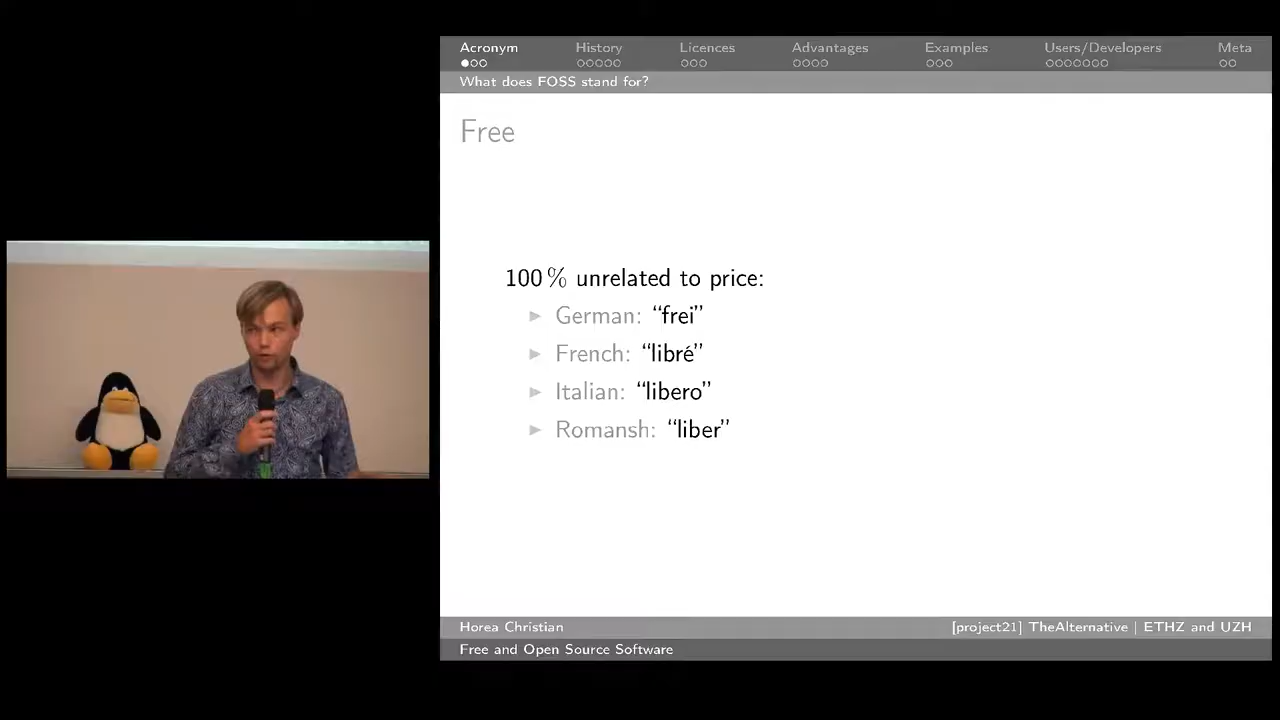 Acronym History Licences Advantages Examples Users/Developers Meta
What does FOSS stand for?
Free
100 % unrelated to price:
German: “frei”
French: “libré”
Italian: “libero”
Romansh: “liber”
Horea Christian [project21] TheAlternative | ETHZ and UZH
Free and Open Source Software